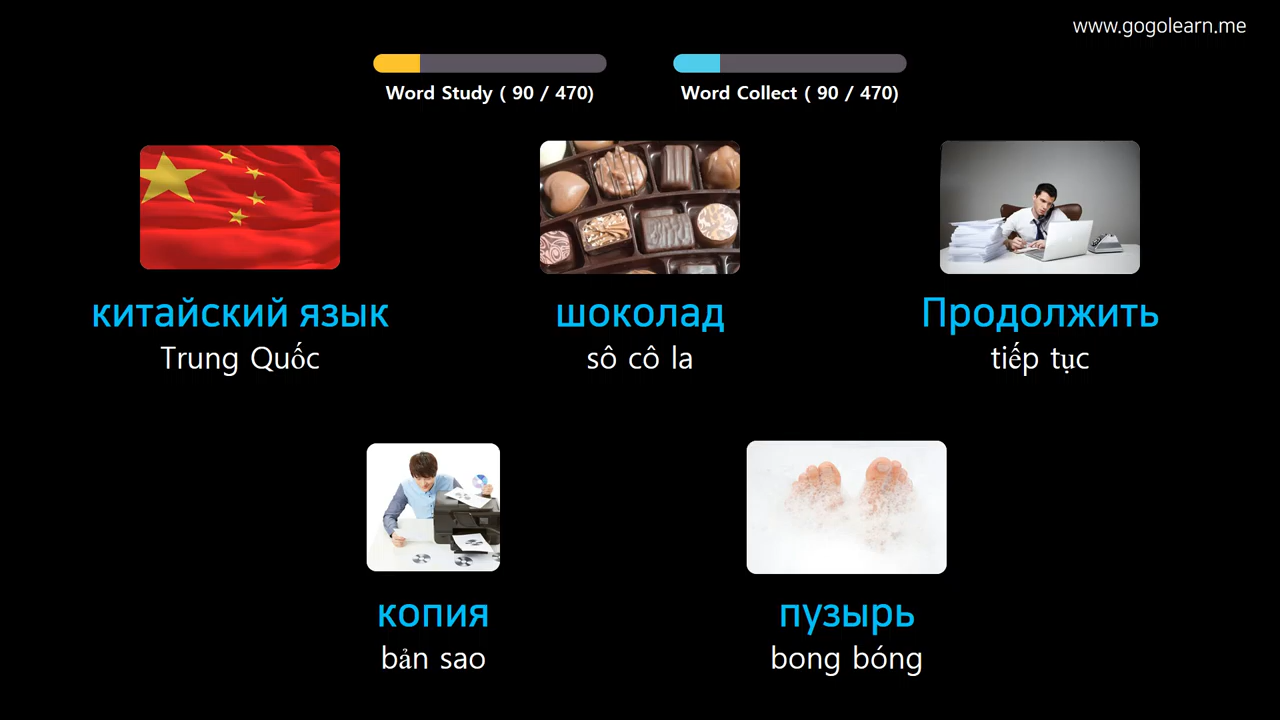 www.gogolearn.me
Word Study ( 90 / 470)
Word Collect ( 90 / 470)
китайский язык
Trung Quốc
шоколад
sô cô la
Продолжить
tiếp tục
копия
bản sao
пузырь
bong bóng